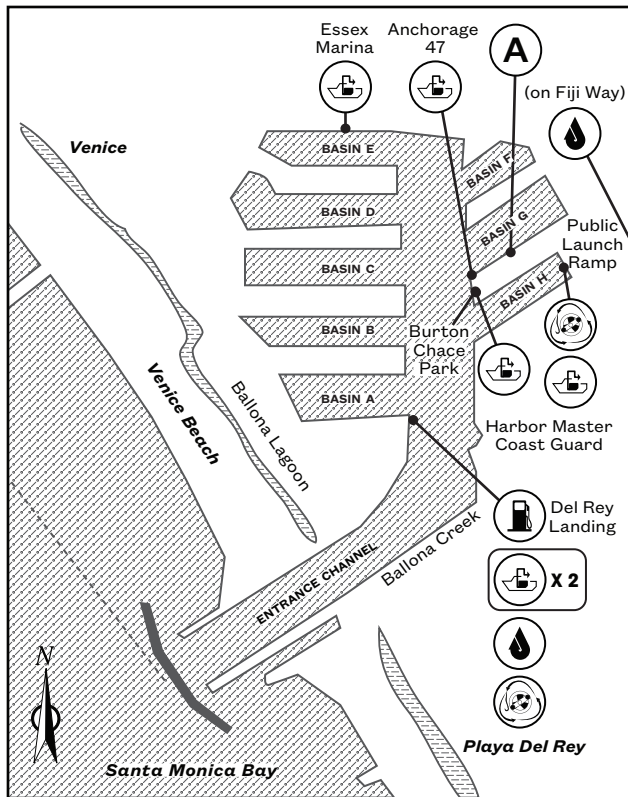 Essex
Marina
Anchorage
47
A
(on Fiji Way)
Venice
BASIN E
BASIN F
BASIN D
BASIN G
Public
Launch
Ramp
BASIN C
BASIN H
BASIN B
Burton
Chace
Park
Venice Beach
Ballona Lagoon
BASIN A
Harbor Master
Coast Guard
Del Rey
Landing
ENTRANCE CHANNEL
Ballona Creek
X 2
N
Playa Del Rey
Santa Monica Bay